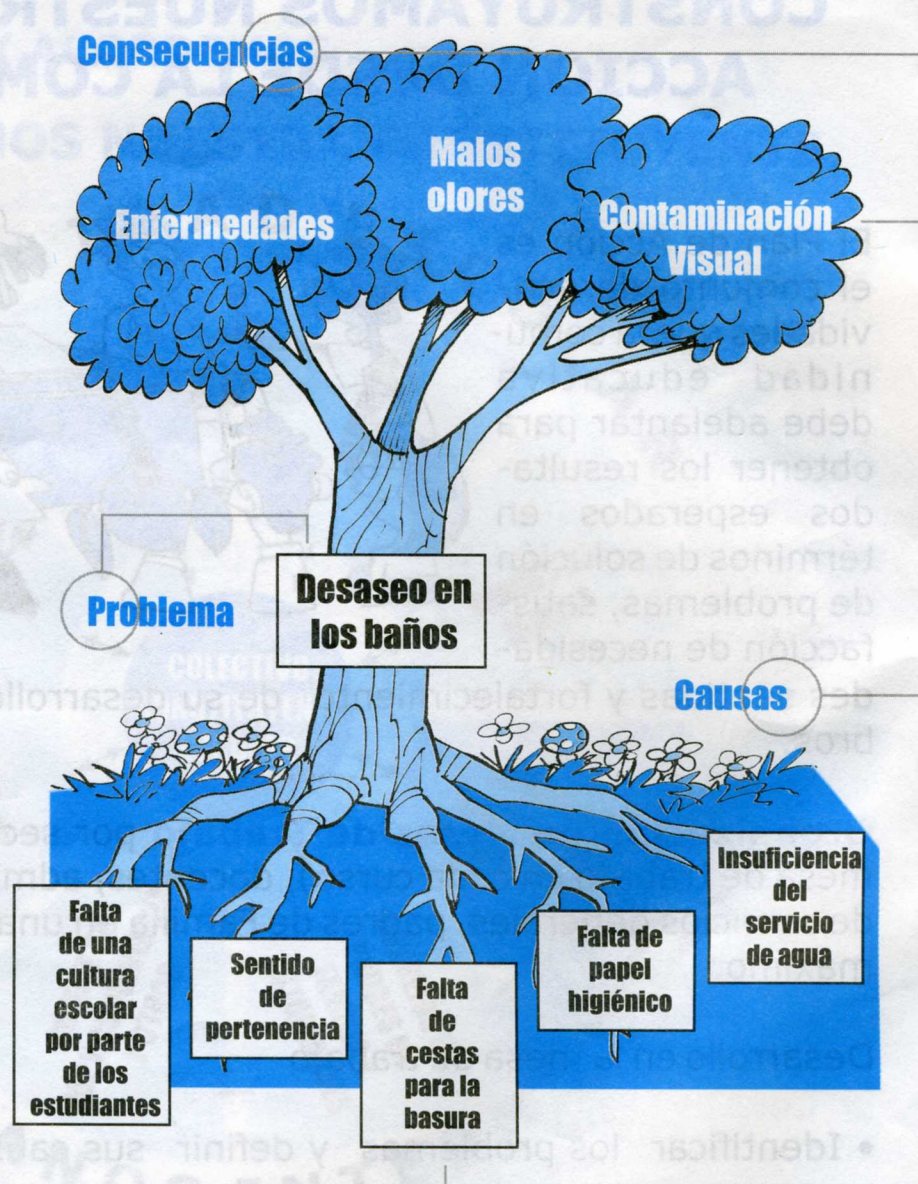 Consecuencias
Malos
olores
Enfermedades
Contaminación
Visual
Problema
Desaseo en
los baños
Causas
Falta
de una
cultura
escolar
por parte
de los
estudiantes
Sentido
de
pertenencia
Falta
de
cestas
para la
basura
Falta de
papel
higiénico
Insuficiencia
del
servicio
de agua